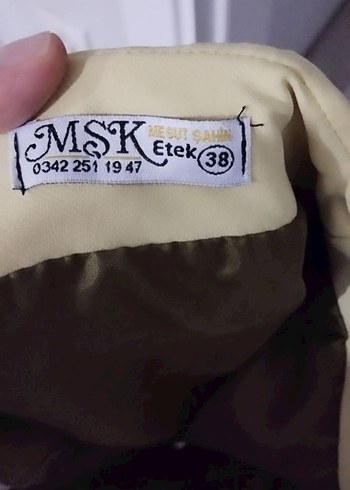 MSK MESUT ŞAHİN
Etek 38
0342 251 19 47